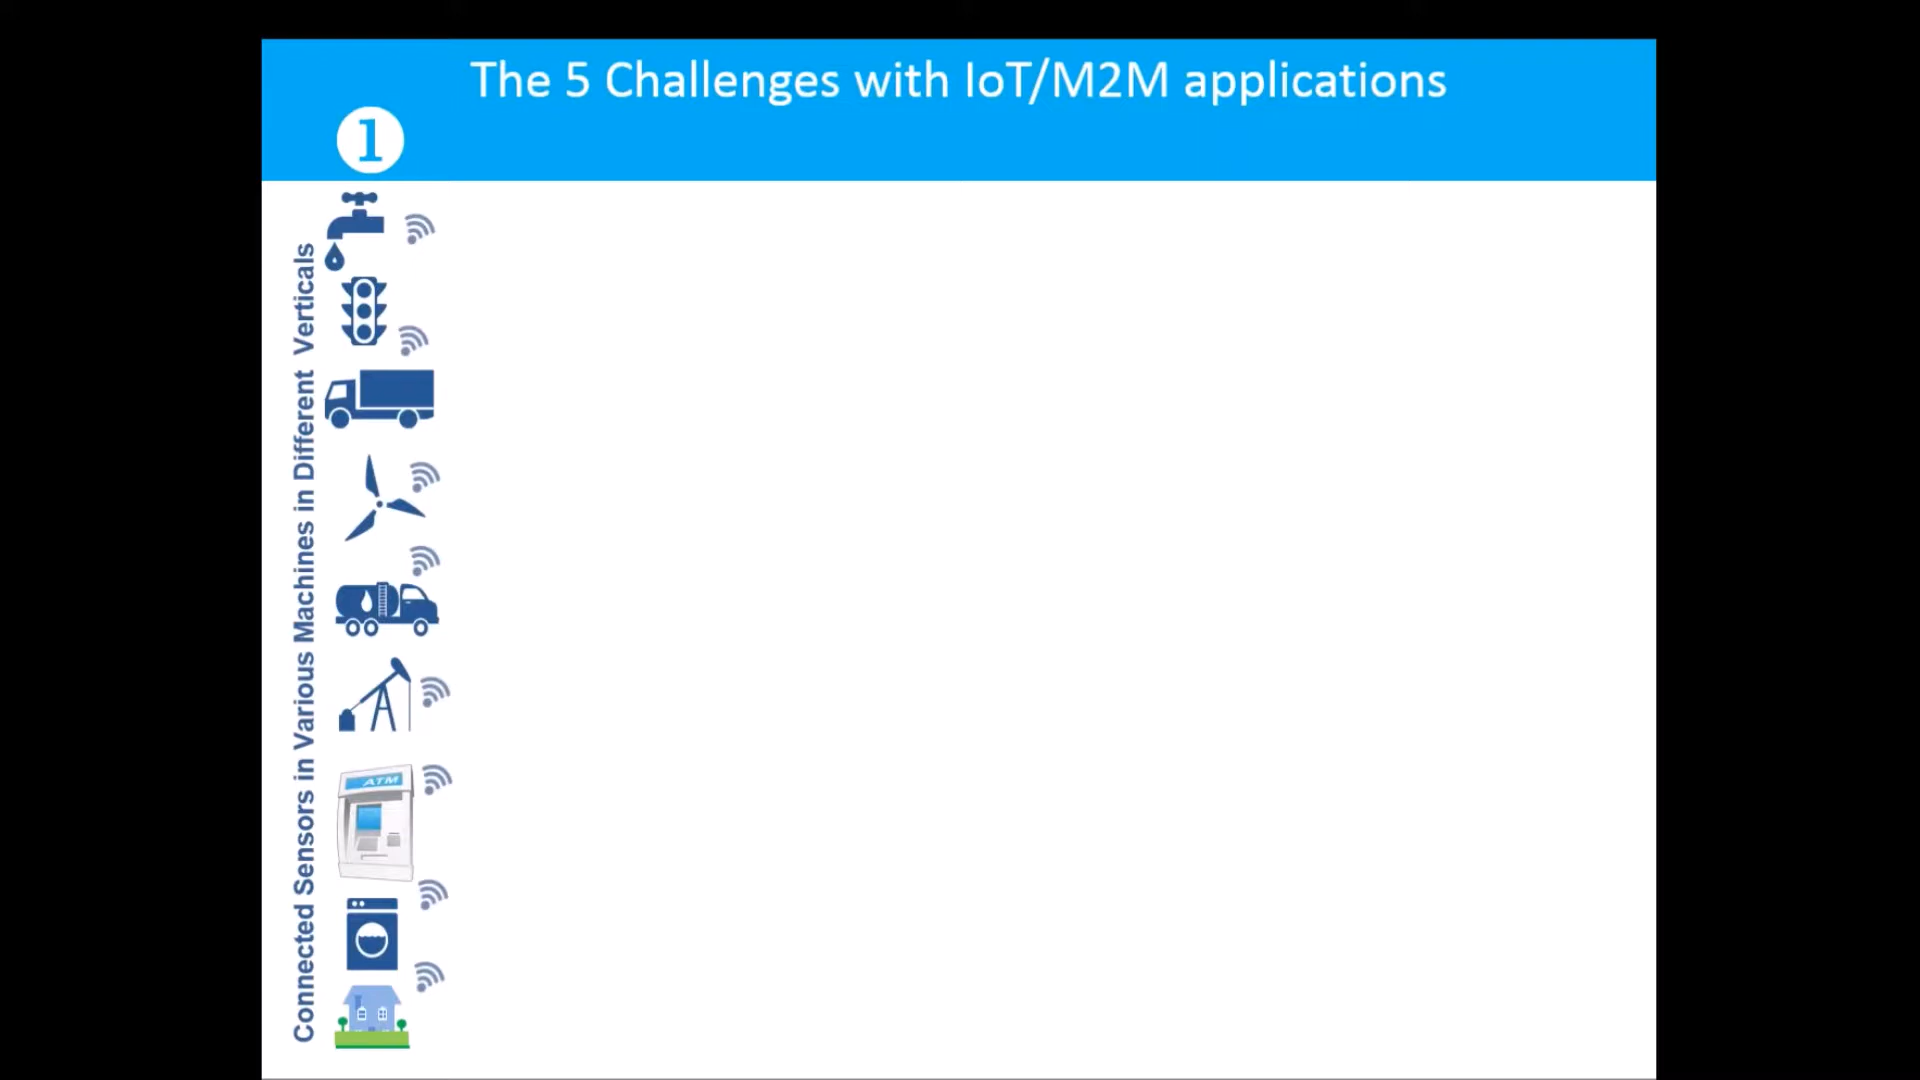 The 5 Challenges with IoT/M2M applications
1
Connected Sensors in Various Machines in Different Verticals
ATM